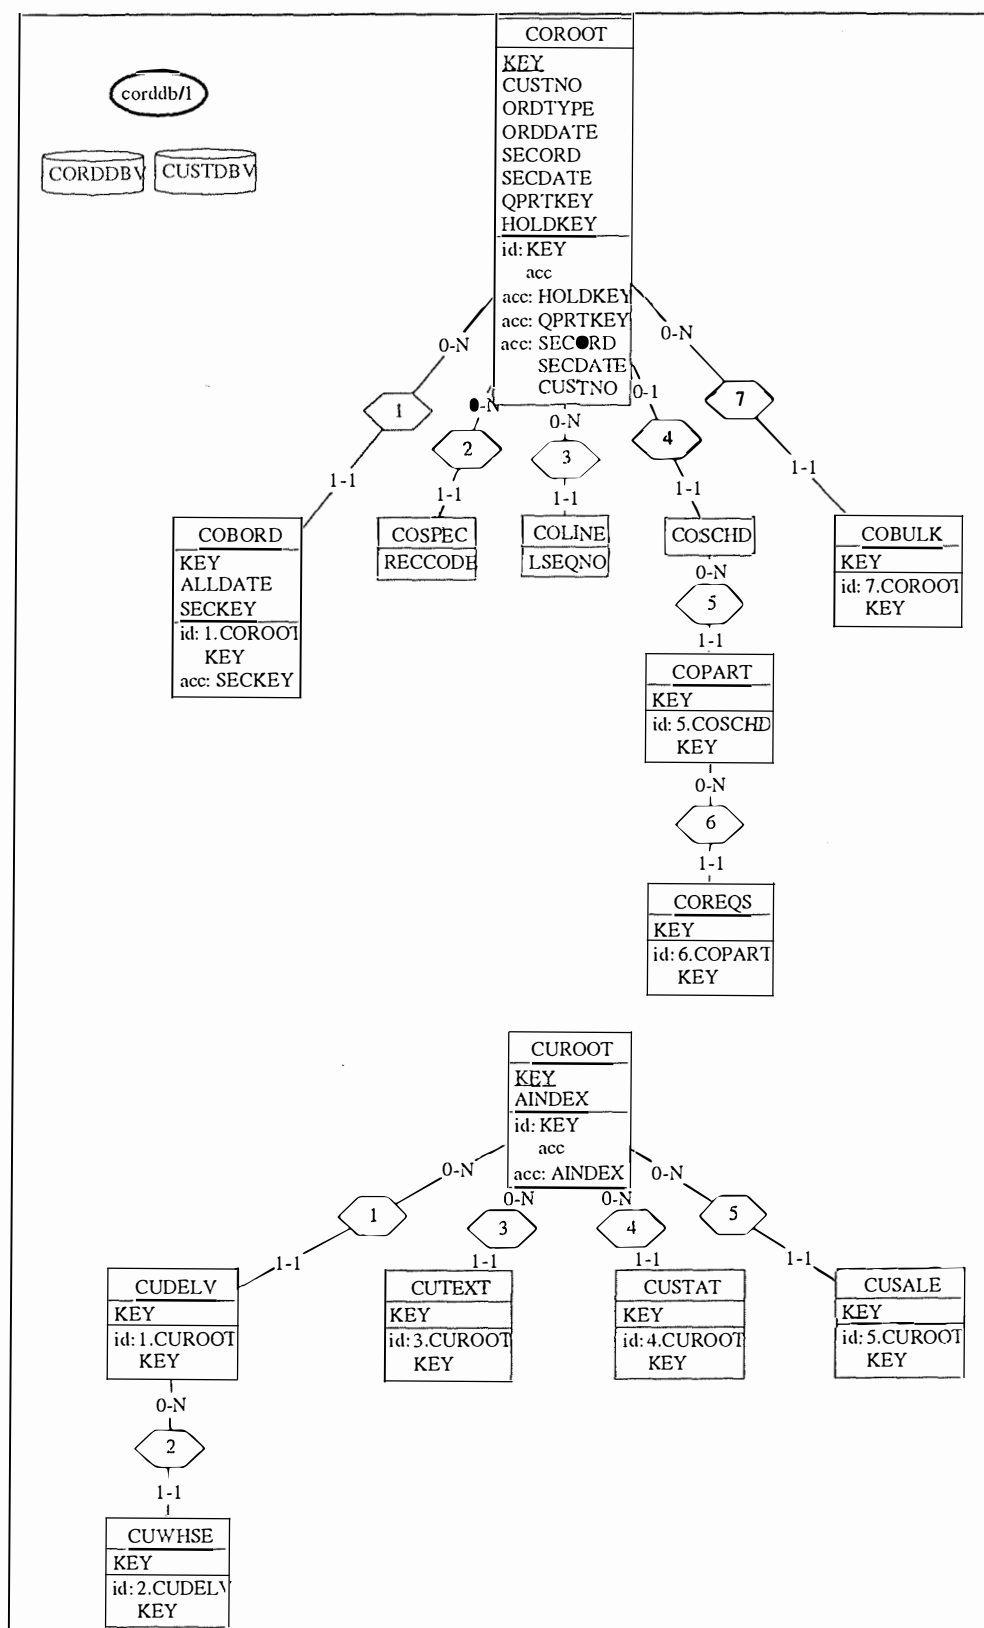 COROOT
KEY
CUSTNO
ORDTYPE
ORDDATE
SECORD
SECDATE
QPRTKEY
HOLDKEY
id: KEY
acc
acc: HOLDKEY
acc: QPRTKEY
acc: SEC●RD
SECDATE
CUSTNO
corddb/1
CORDDBV
CUSTDBV
0-N
●-N
0-N
0-1
0-N
1
2
3
4
7
1-1
1-1
1-1
1-1
1-1
COBORD
KEY
ALLDATE
SECKEY
id: 1.COROOT
KEY
acc: SECKEY
COSPEC
RECCODE
COLINE
LSEQNO
COSCHD
COBULK
KEY
id: 7.COROOT
KEY
0-N
5
1-1
COPART
KEY
id: 5.COSCHD
KEY
0-N
6
1-1
COREQS
KEY
id: 6.COPART
KEY
CUROOT
KEY
AINDEX
id: KEY
acc
acc: AINDEX
0-N
0-N
0-N
0-N
1
3
4
5
1-1
1-1
1-1
1-1
CUDELV
KEY
id: 1.CUROOT
KEY
CUTEXT
KEY
id: 3.CUROOT
KEY
CUSTAT
KEY
id: 4.CUROOT
KEY
CUSALE
KEY
id: 5.CUROOT
KEY
0-N
2
1-1
CUWHSE
KEY
id: 2.CUDELV
KEY